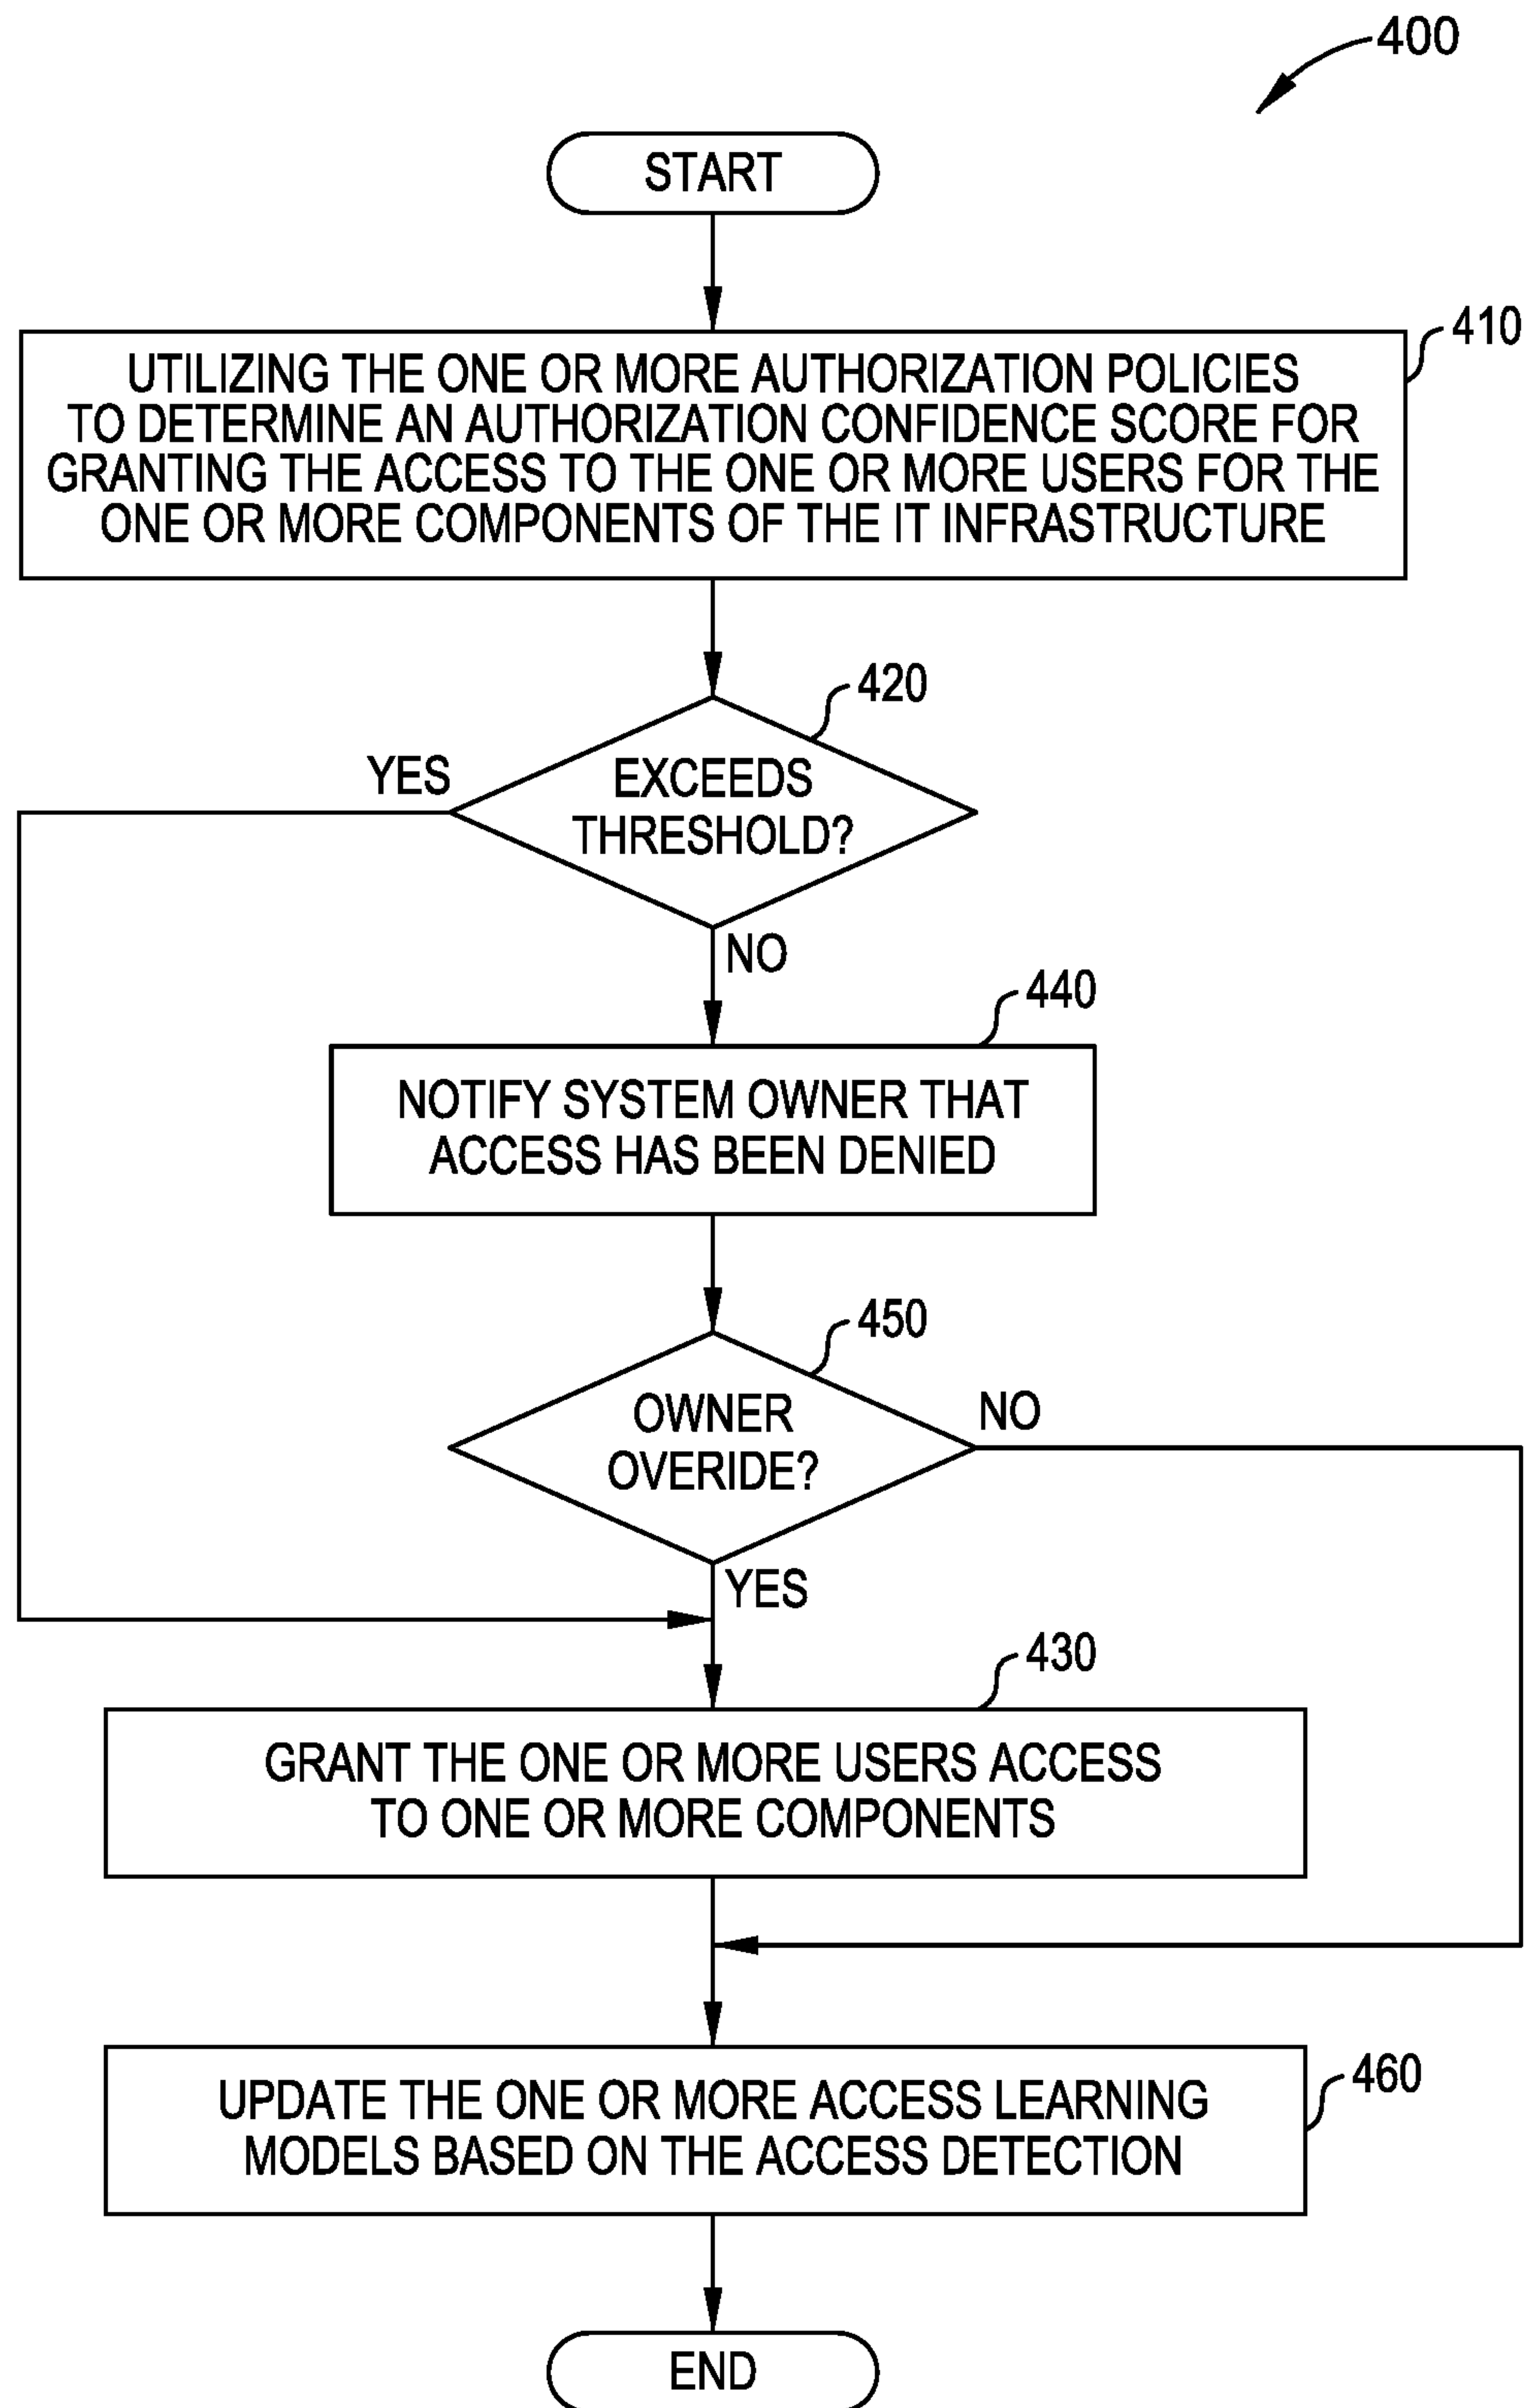 400
START
410
UTILIZING THE ONE OR MORE AUTHORIZATION POLICIES
TO DETERMINE AN AUTHORIZATION CONFIDENCE SCORE FOR
GRANTING THE ACCESS TO THE ONE OR MORE USERS FOR THE
ONE OR MORE COMPONENTS OF THE IT INFRASTRUCTURE
420
YES
EXCEEDS
THRESHOLD?
NO
440
NOTIFY SYSTEM OWNER THAT
ACCESS HAS BEEN DENIED
450
OWNER
OVERIDE?
NO
YES
430
GRANT THE ONE OR MORE USERS ACCESS
TO ONE OR MORE COMPONENTS
460
UPDATE THE ONE OR MORE ACCESS LEARNING
MODELS BASED ON THE ACCESS DETECTION
END